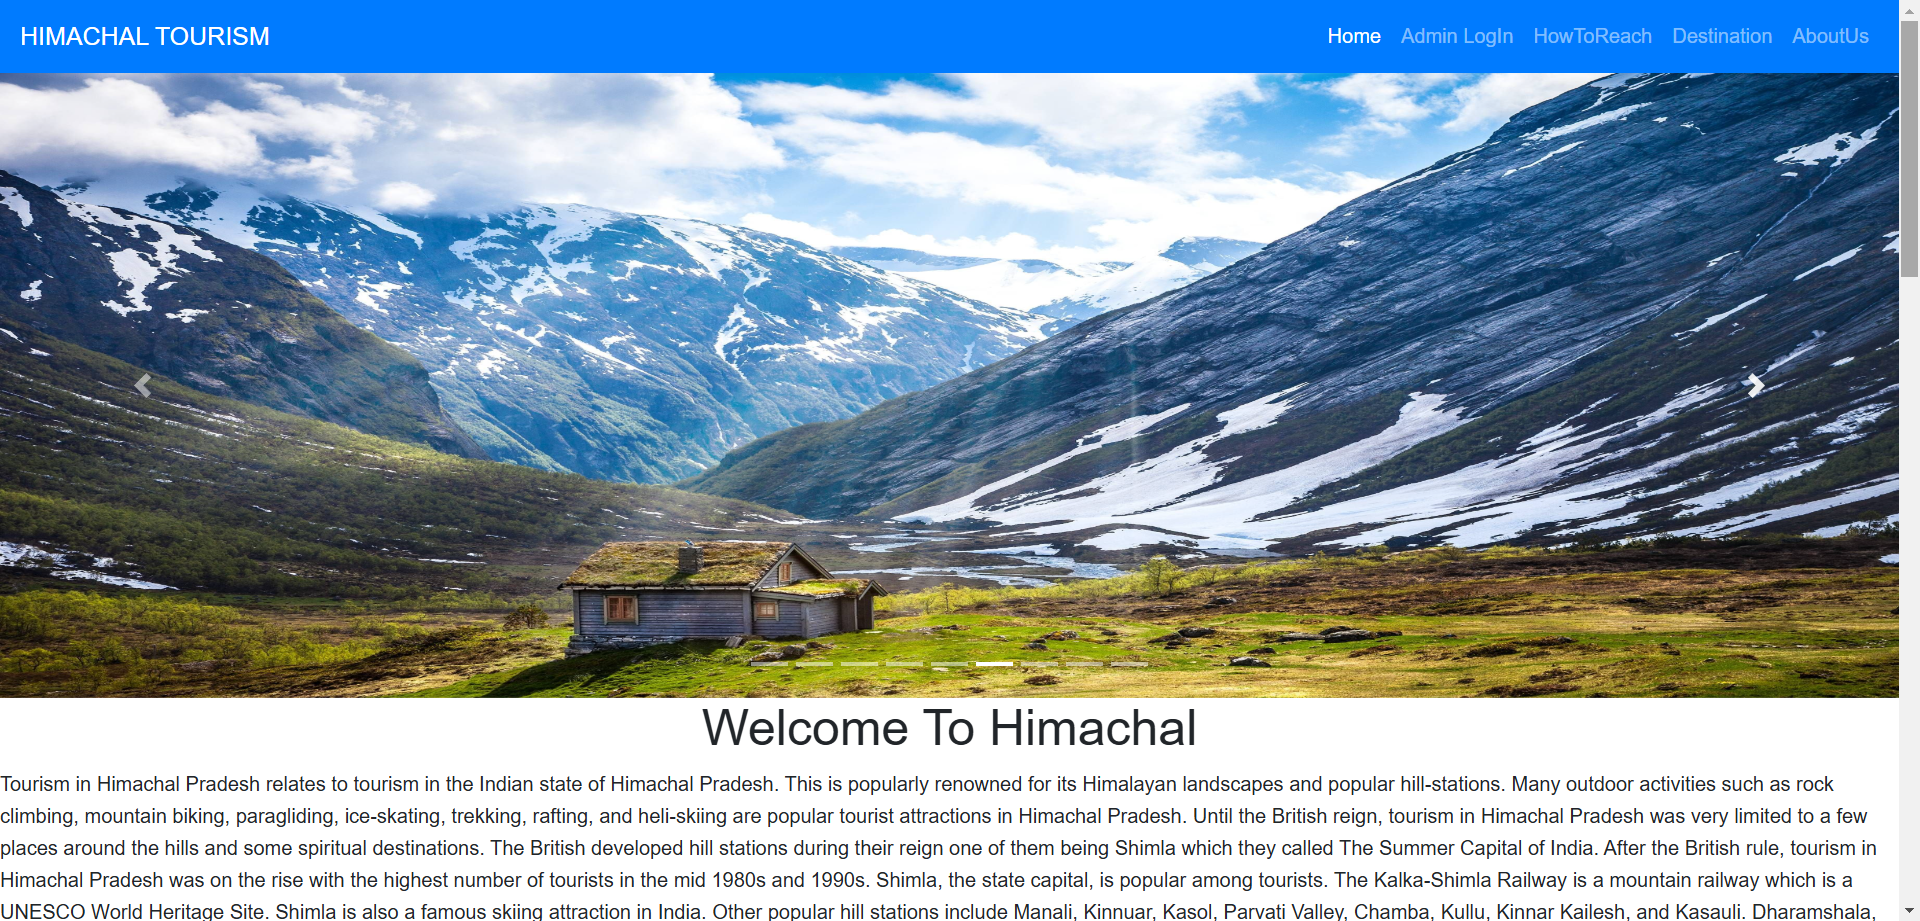 HIMACHAL TOURISM
Home Admin LogIn HowToReach Destination AboutUs
Welcome To Himachal
Tourism in Himachal Pradesh relates to tourism in the Indian state of Himachal Pradesh. This is popularly renowned for its Himalayan landscapes and popular hill-stations. Many outdoor activities such as rock
climbing, mountain biking, paragliding, ice-skating, trekking, rafting, and heli-skiing are popular tourist attractions in Himachal Pradesh. Until the British reign, tourism in Himachal Pradesh was very limited to a few
places around the hills and some spiritual destinations. The British developed hill stations during their reign one of them being Shimla which they called The Summer Capital of India. After the British rule, tourism in
Himachal Pradesh was on the rise with the highest number of tourists in the mid 1980s and 1990s. Shimla, the state capital, is popular among tourists. The Kalka-Shimla Railway is a mountain railway which is a
UNESCO World Heritage Site. Shimla is also a famous skiing attraction in India. Other popular hill stations include Manali, Kinnuar, Kasol, Parvati Valley, Chamba, Kullu, Kinnar Kailesh, and Kasauli. Dharamshala,